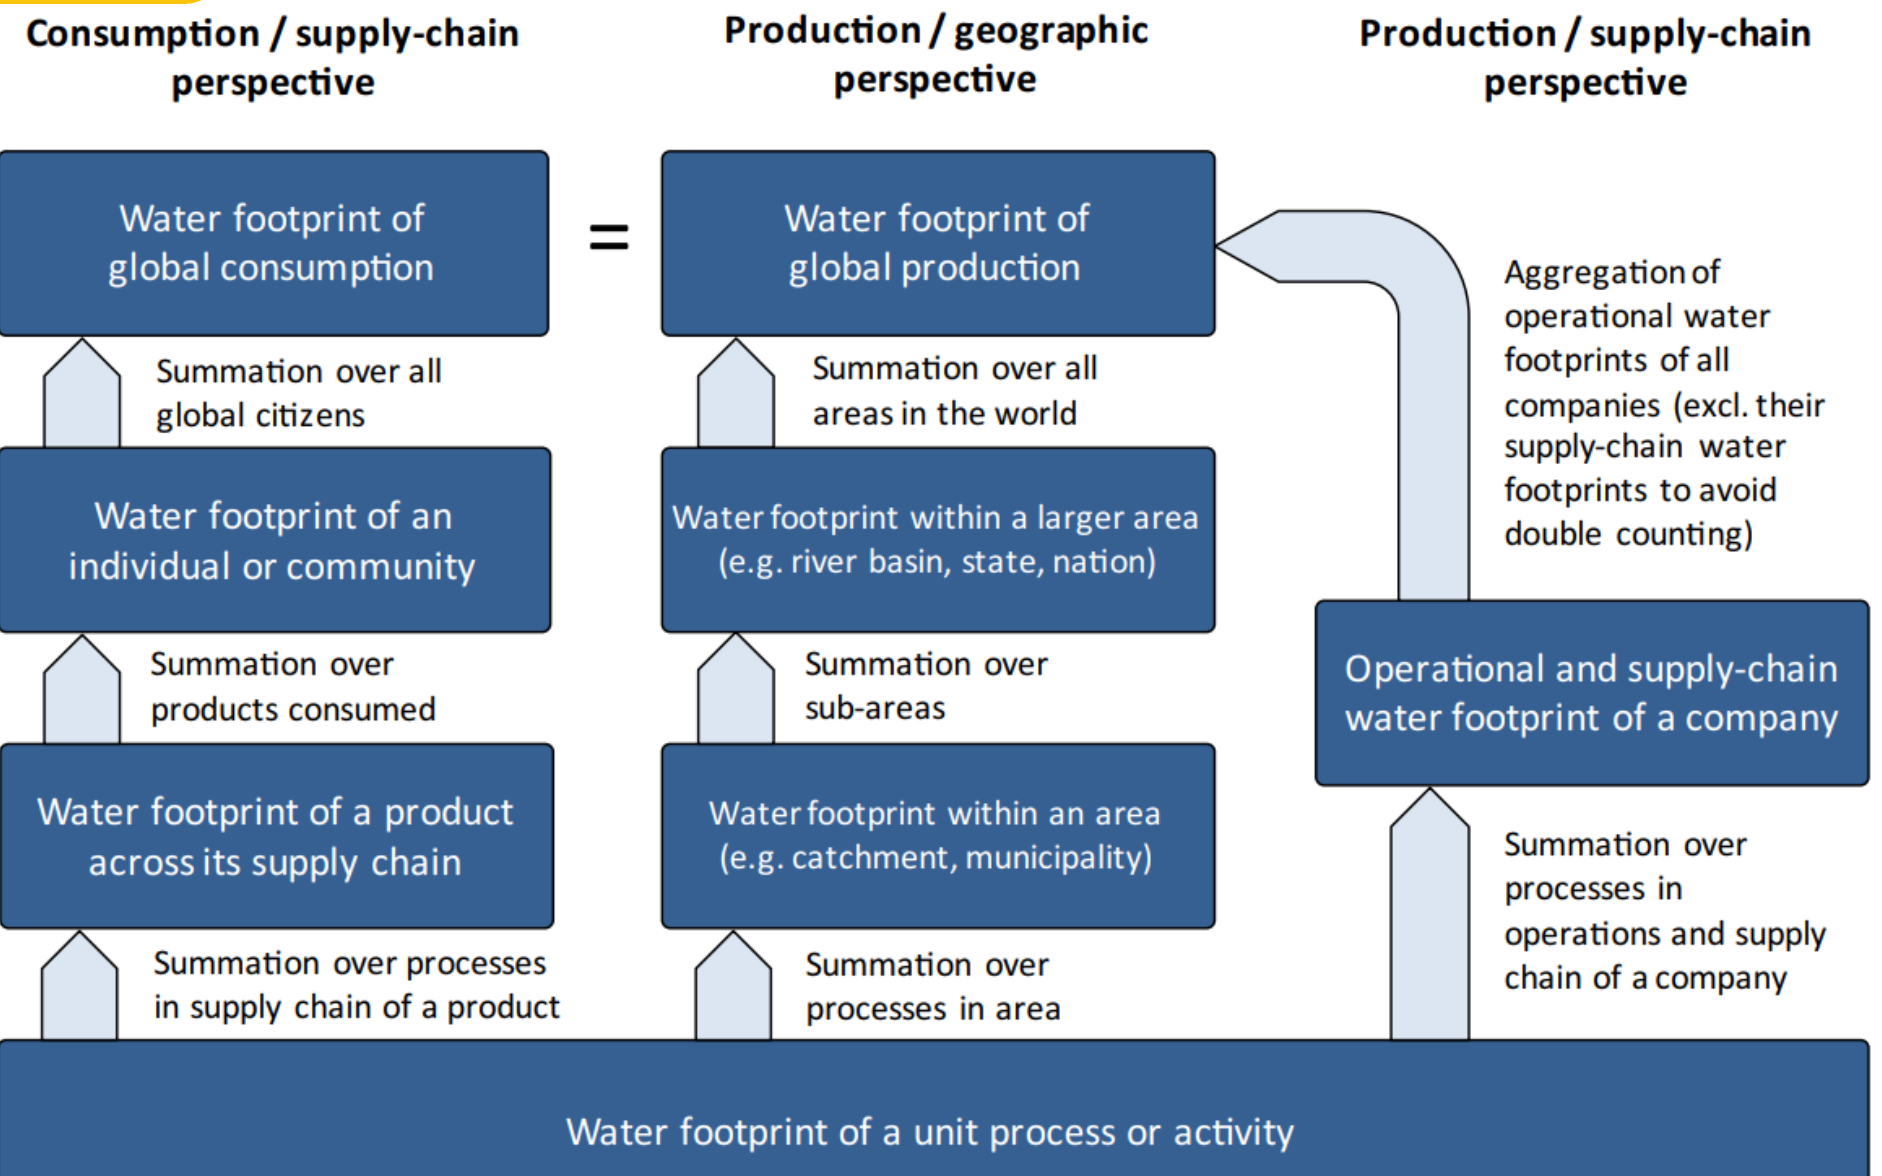 Consumption / supply-chain
perspective
Production / geographic
perspective
Production / supply-chain
perspective
Water footprint of
global consumption
=
Water footprint of
global production
Summation over all
global citizens
Summation over all
areas in the world
Aggregation of
operational water
footprints of all
companies (excl. their
supply-chain water
footprints to avoid
double counting)
Water footprint of an
individual or community
Water footprint within a larger area
(e.g. river basin, state, nation)
Summation over
products consumed
Summation over
sub-areas
Operational and supply-chain
water footprint of a company
Water footprint of a product
across its supply chain
Water footprint within an area
(e.g. catchment, municipality)
Summation over processes
in supply chain of a product
Summation over
processes in area
Summation over
processes in
operations and supply
chain of a company
Water footprint of a unit process or activity